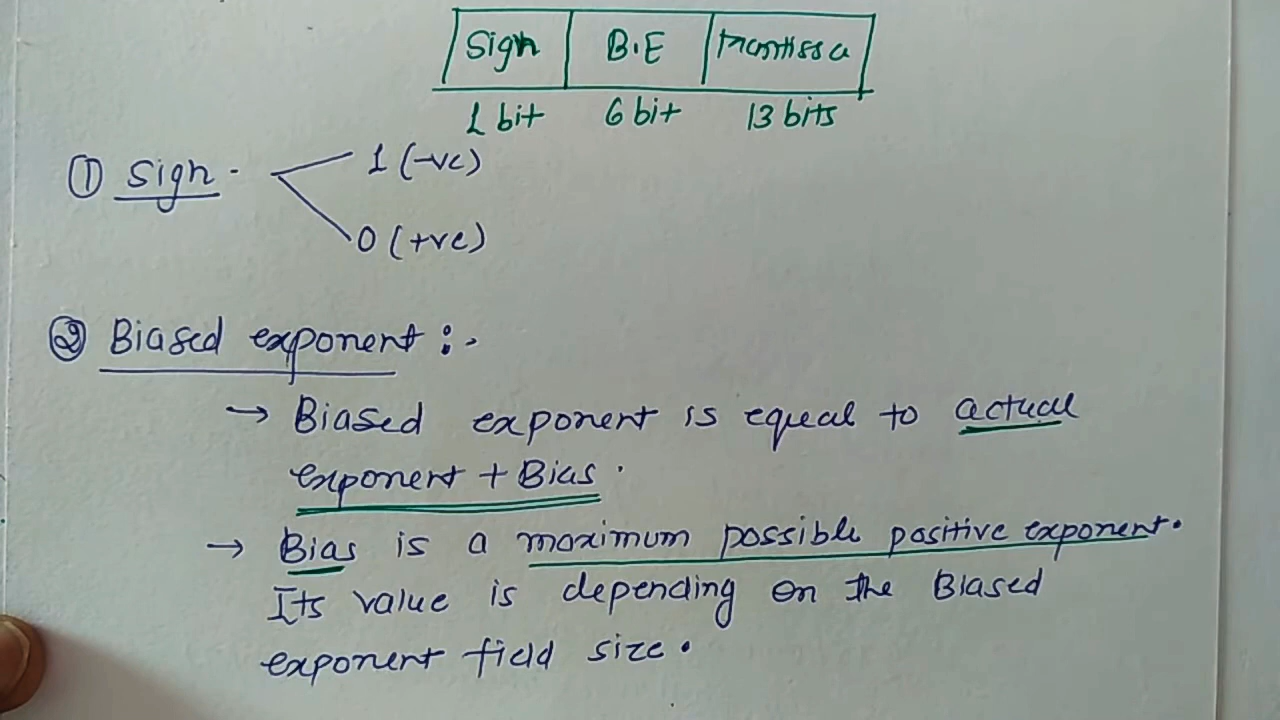 Sign B.E Mantissa
1 bit 6 bit 13 bits
① Sign - 1 (-ve)
0 (+ve)
② Biased exponent :-
→ Biased exponent is equal to actual
exponent + Bias.
→ Bias is a maximum possible positive exponent.
Its value is depending on the Biased
exponent field size.